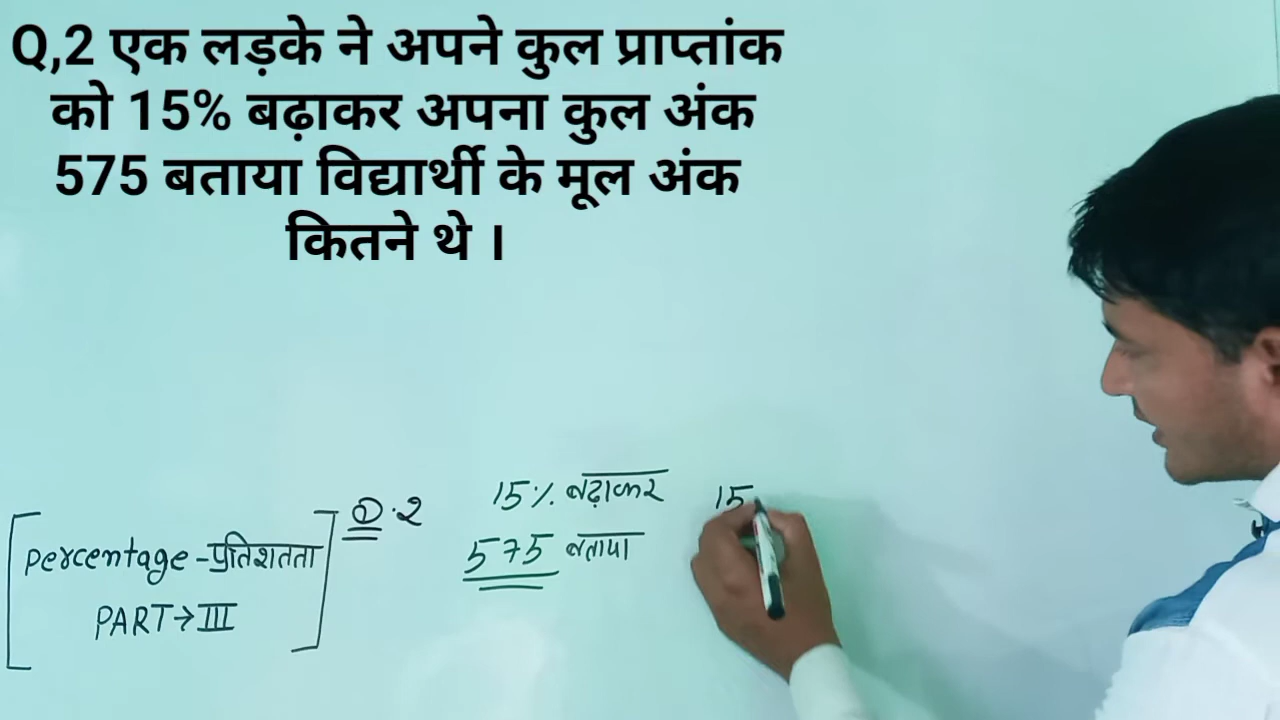 Q,2 एक लड़के ने अपने कुल प्राप्तांक
को 15% बढ़ाकर अपना कुल अंक
575 बताया विद्यार्थी के मूल अंक
कितने थे ।
15% बढ़ाकर
15
575 बताया
Percentage-प्रतिशतता
Q.2
PART→III